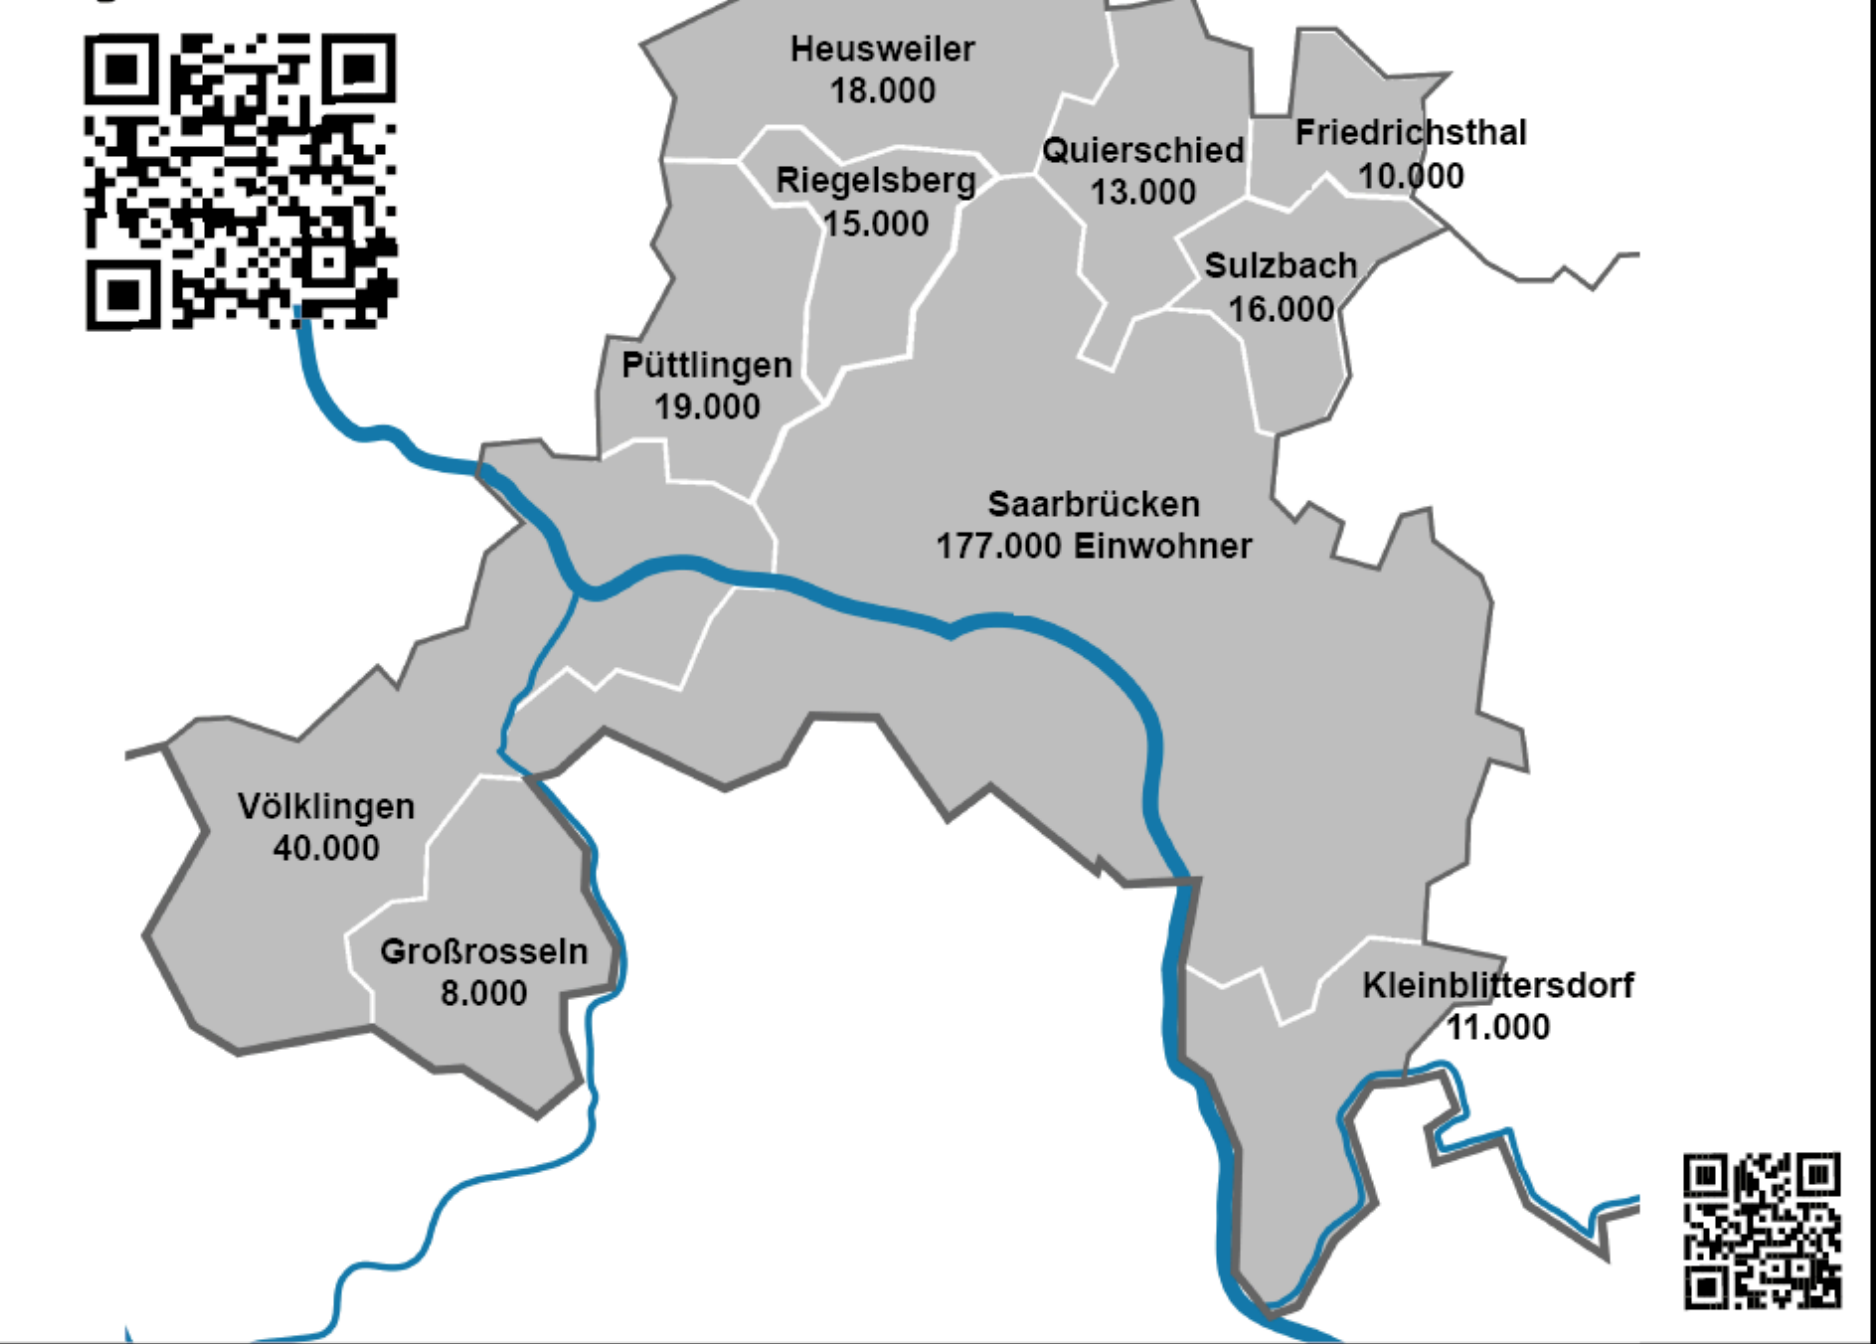 Heusweiler
18.000
Friedrichsthal
10.000
Quierschied
13.000
Riegelsberg
15.000
Sulzbach
16.000
Püttlingen
19.000
Saarbrücken
177.000 Einwohner
Völklingen
40.000
Großrosseln
8.000
Kleinblittersdorf
11.000